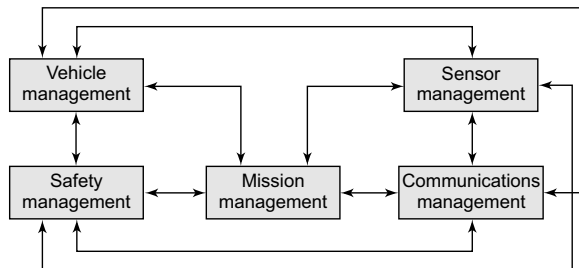 Vehicle
management
Sensor
management
Safety
management
Mission
management
Communications
management